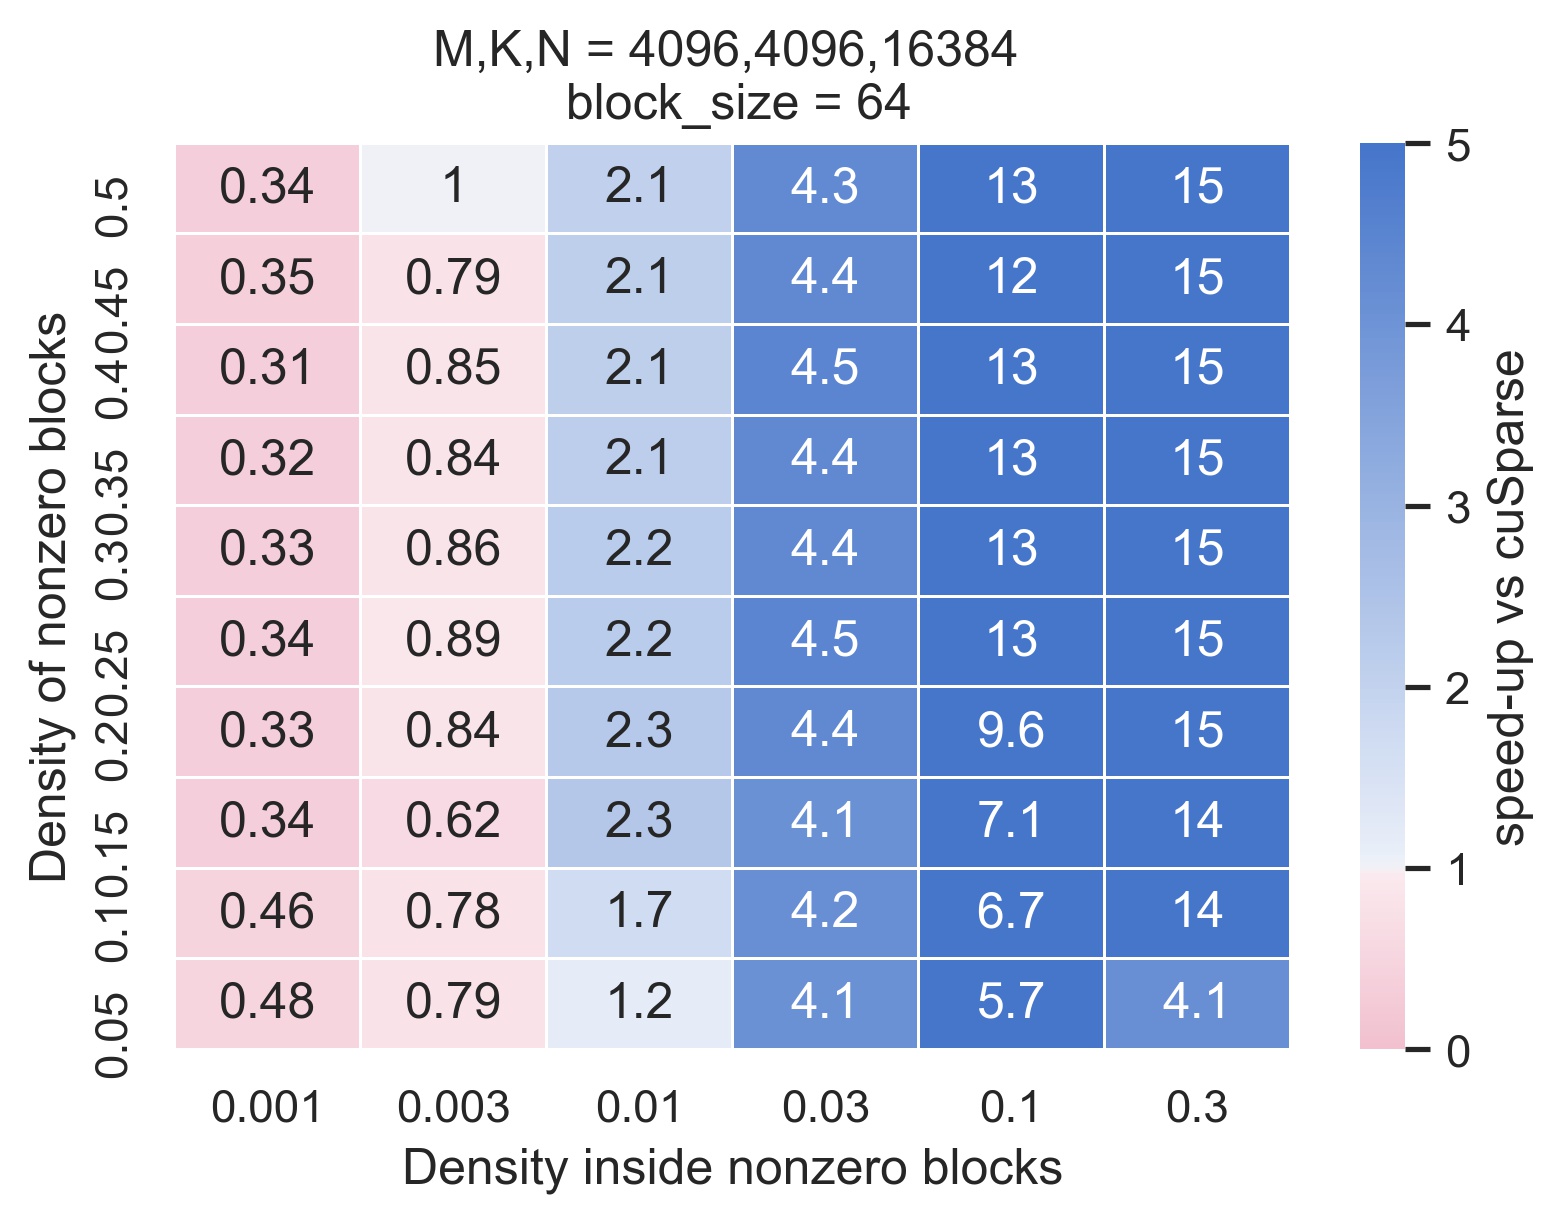 M,K,N = 4096,4096,16384
block_size = 64
Density of nonzero blocks
0.5 0.34 1 2.1 4.3 13 15
0.45 0.35 0.79 2.1 4.4 12 15
0.4 0.31 0.85 2.1 4.5 13 15
0.35 0.32 0.84 2.1 4.4 13 15
0.3 0.33 0.86 2.2 4.4 13 15
0.25 0.34 0.89 2.2 4.5 13 15
0.2 0.33 0.84 2.3 4.4 9.6 15
0.15 0.34 0.62 2.3 4.1 7.1 14
0.1 0.46 0.78 1.7 4.2 6.7 14
0.05 0.48 0.79 1.2 4.1 5.7 4.1
0.001 0.003 0.01 0.03 0.1 0.3
Density inside nonzero blocks
5
4
3
2
1
0
speed-up vs cuSparse